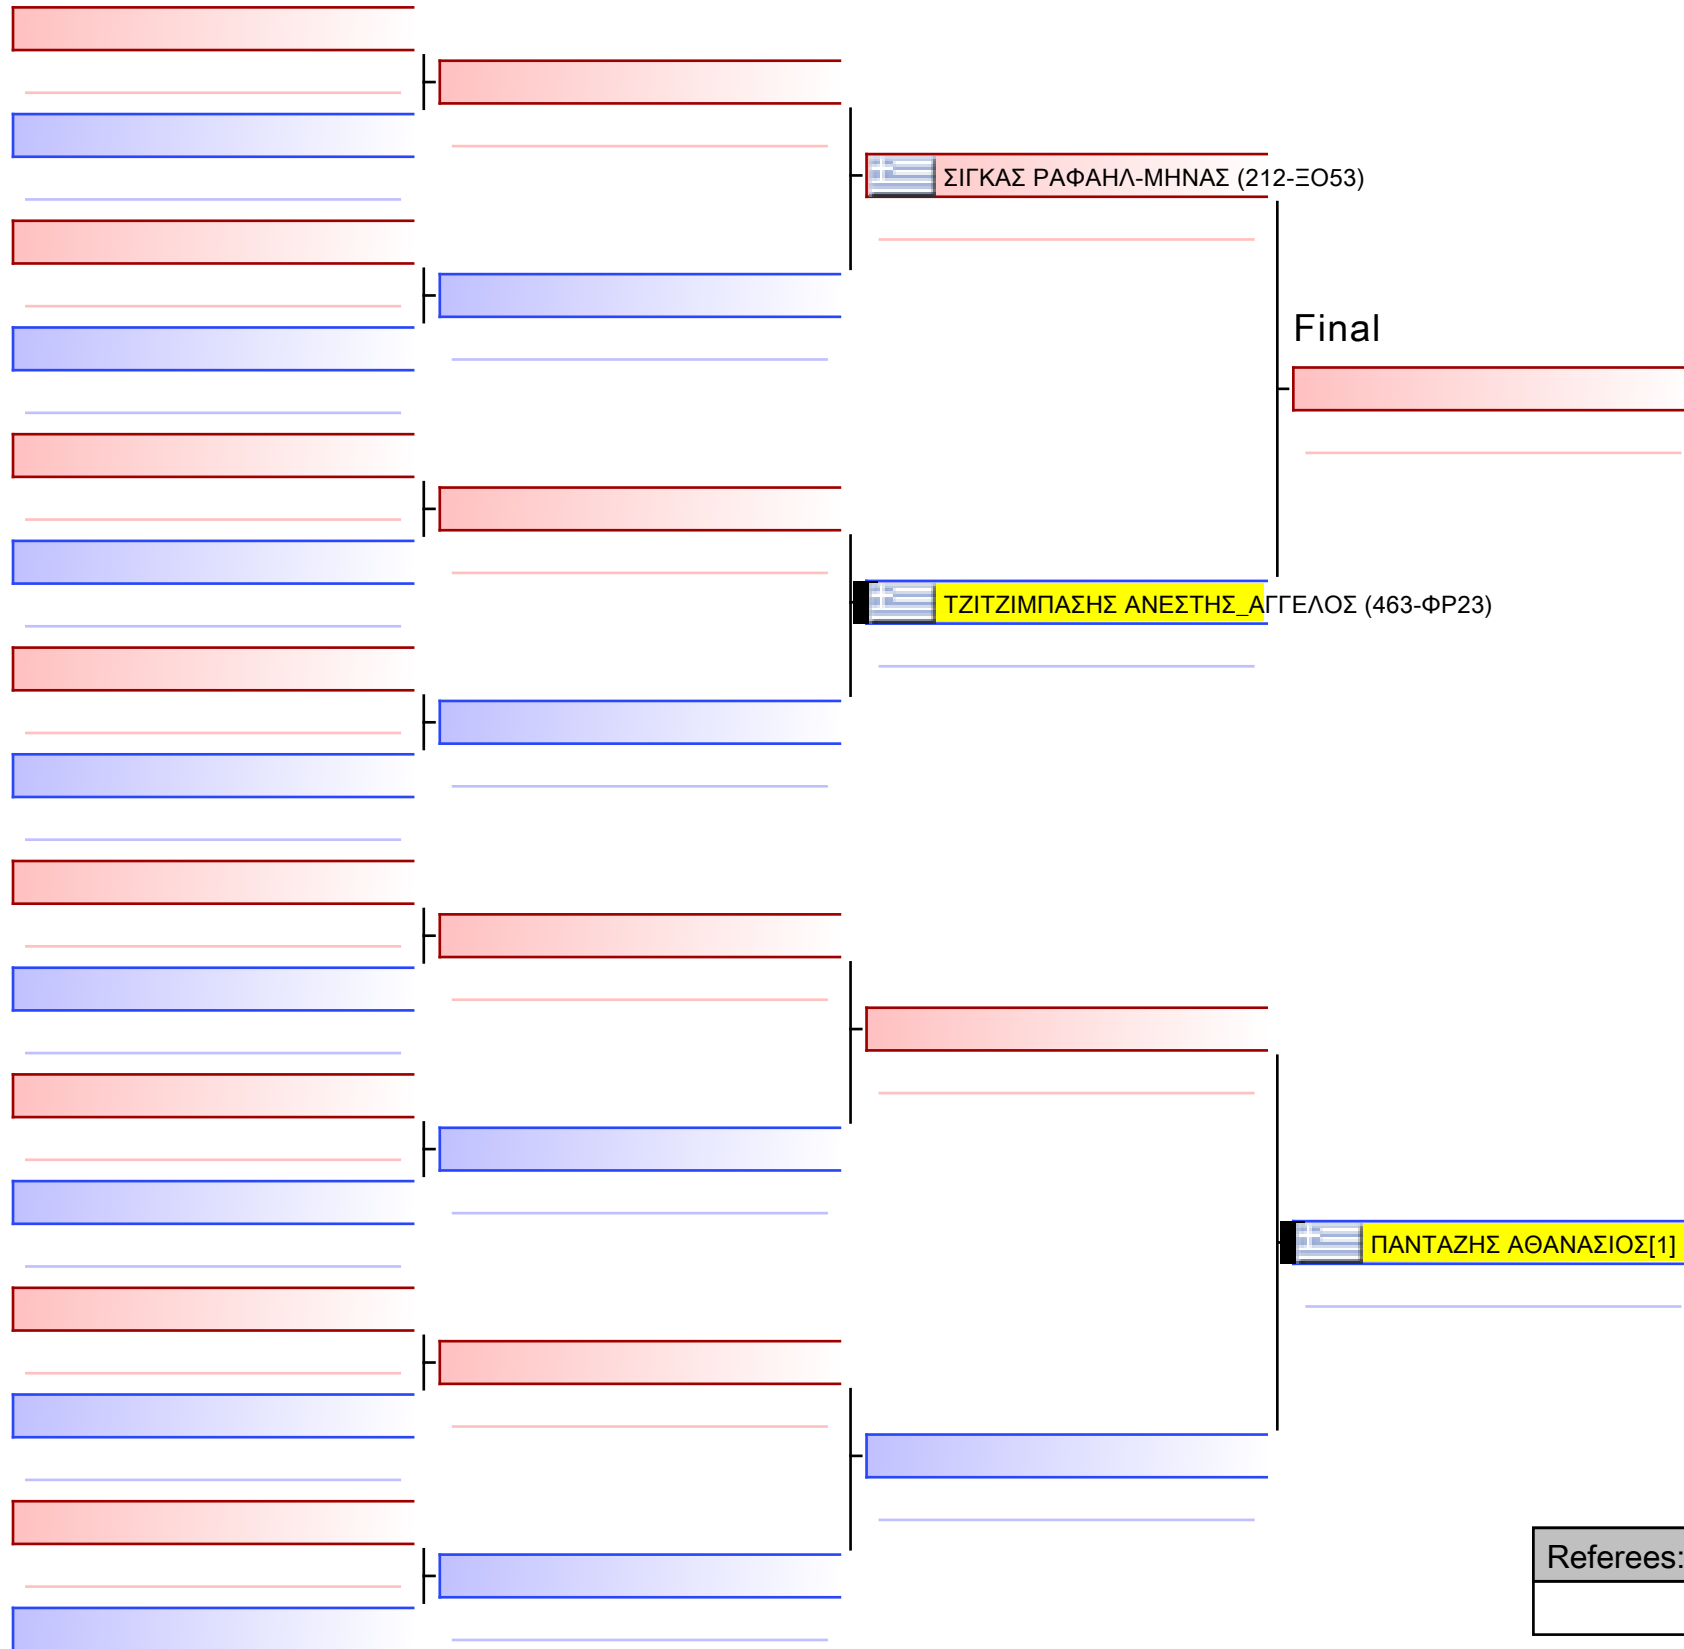 ΣΙΓΚΑΣ ΡΑΦΑΗΛ-ΜΗΝΑΣ (212-ΞΟ53)
Final
ΤΖΙΤΖΙΜΠΑΣΗΣ ΑΝΕΣΤΗΣ_ΑΓΓΕΛΟΣ (463-ΦΡ23)
ΠΑΝΤΑΖΗΣ ΑΘΑΝΑΣΙΟΣ[1]
Referees: